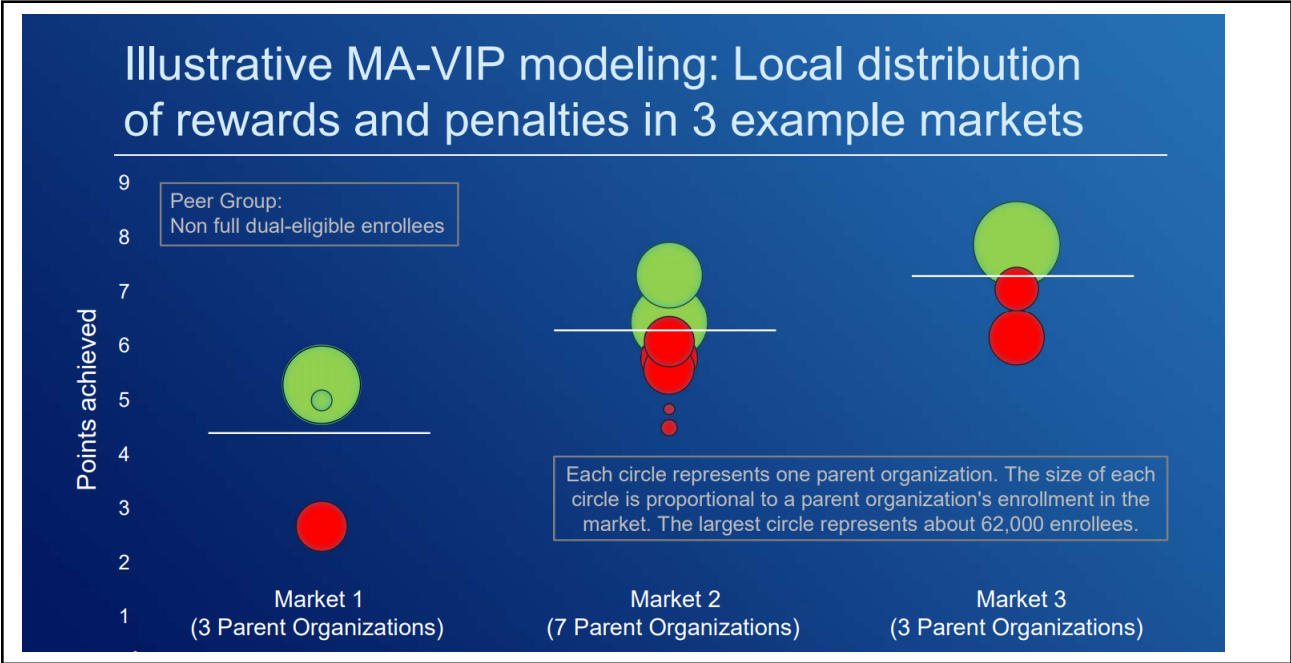 Illustrative MA-VIP modeling: Local distribution
of rewards and penalties in 3 example markets
9
8
7
6
5
4
3
2
1
Points achieved
Peer Group:
Non full dual-eligible enrollees
Each circle represents one parent organization. The size of each
circle is proportional to a parent organization's enrollment in the
market. The largest circle represents about 62,000 enrollees.
Market 1
(3 Parent Organizations)
Market 2
(7 Parent Organizations)
Market 3
(3 Parent Organizations)